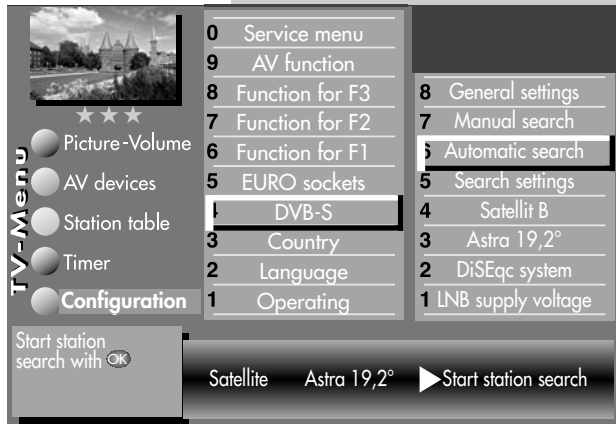 TV-Menu
Picture-Volume
AV devices
Station table
Timer
Configuration
0 Service menu
9 AV function
8 Function for F3
7 Function for F2
6 Function for F1
5 EURO sockets
4 DVB-S
3 Country
2 Language
1 Operating
8 General settings
7 Manual search
6 Automatic search
5 Search settings
4 Satellit B
3 Astra 19,2°
2 DiSEqc system
1 LNB supply voltage
Start station
search with OK
Satellite Astra 19,2° Start station search